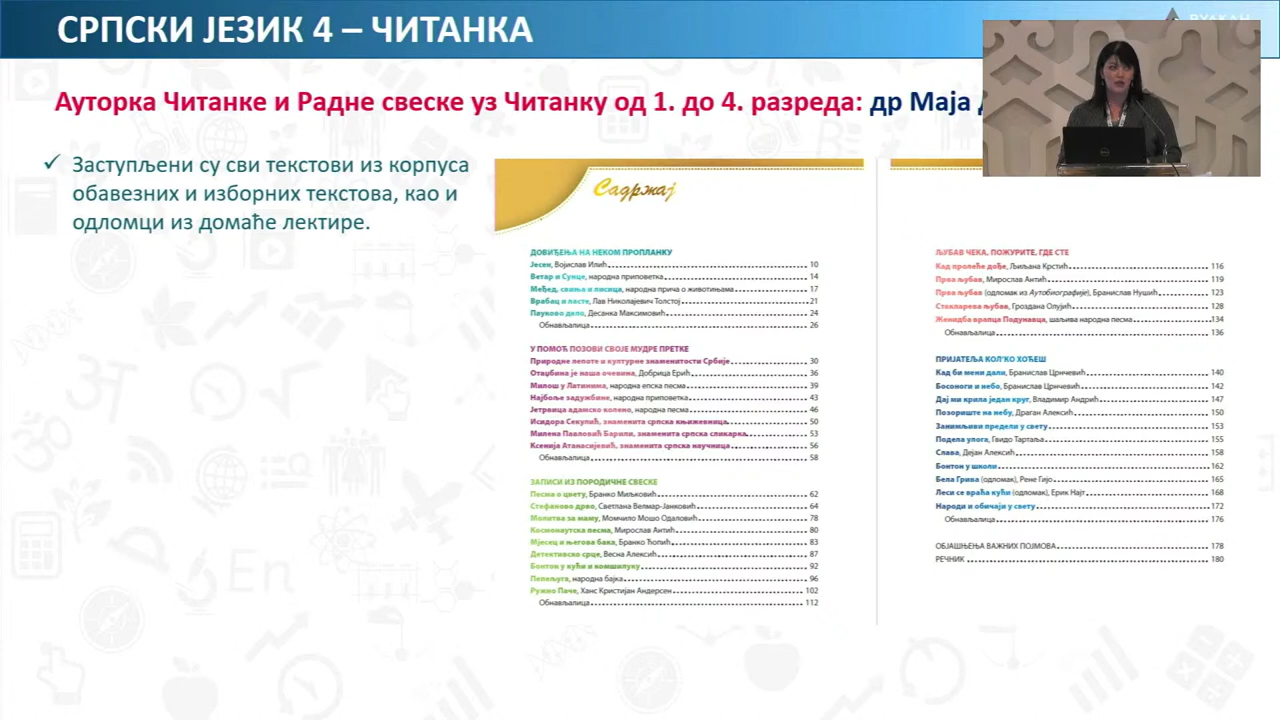 СРПСКИ ЈЕЗИК 4 – ЧИТАНКА
Ауторка Читанке и Радне свеске уз Читанку од 1. до 4. разреда: др Маја
✓ Заступљени су сви текстови из корпуса
обавезних и изборних текстова, као и
одломци из домаће лектире.
Садржај
ДОВИЂЕЊА НА НЕКОМ ПРОПЛАНКУ
Јесен, Војислав Илић 10
Ветар и Сунце, народна приповетка 14
Међед, свиња и лисица, народна прича о животињама 17
Врабац и ласте, Лав Николајевич Толстој 21
Пауково дело, Десанка Максимовић 24
Обнављалица 26
У ПОМОЋ ПОЗОВИ СВОЈЕ МУДРЕ ПРЕТКЕ
Природне лепоте и културне знаменитости Србије 30
Отаџбина је наша очевина, Добрица Ерић 36
Милош у Латинима, народна епска песма 39
Најбоље задужбине, народна приповетка 43
Јетрвица адамско колено, народна песма 46
Исидора Секулић, знаменита српска књижевница 50
Милена Павловић Барили, знаменита српска сликарка 53
Ксенија Атанасијевић, знаменита српска научница 56
Обнављалица 58
ЗАПИСИ ИЗ ПОРОДИЧНЕ СВЕСКЕ
Песма о цвету, Бранко Миљковић 62
Стефаново дрво, Светлана Велмар-Јанковић 64
Молитва за маму, Момчило Мошо Одаловић 78
Космонаутска песма, Мирослав Антић 80
Мјесец и његова бака, Бранко Ћопић 83
Детективско срце, Весна Алексић 87
Бонтон у кући и комшилуку 92
Пепељуга, народна бајка 96
Ружно Паче, Ханс Кристијан Андерсен 102
Обнављалица 112
ЉУБАВ ЧЕКА, ПОЖУРИТЕ, ГДЕ СТЕ
Кад пролеће дође, Љиљана Крстић 116
Прва љубав, Мирослав Антић 119
Прва љубав (одломак из Аутобиографије), Бранислав Нушић 123
Стакларева љубав, Гроздана Олујић 128
Женидба врапца Подунавца, шаљива народна песма 134
Обнављалица 136
ПРИЈАТЕЉА КОЛ’КО ХОЋЕШ
Кад би мени дали, Бранислав Црнчевић 140
Босоноги и небо, Бранислав Црнчевић 142
Дај ми крила један круг, Владимир Андрић 147
Позориште на небу, Драган Алексић 150
Занимљиви предели у свету 153
Подела улога, Гвидо Тартаља 155
Слава, Дејан Алексић 158
Бонтон у школи 162
Бела Грива (одломак), Рене Гијо 165
Леси се враћа кући (одломак), Ерик Најт 168
Народи и обичаји у свету 172
Обнављалица 176
ОБЈАШЊЕЊА ВАЖНИХ ПОЈМОВА 178
РЕЧНИК 180